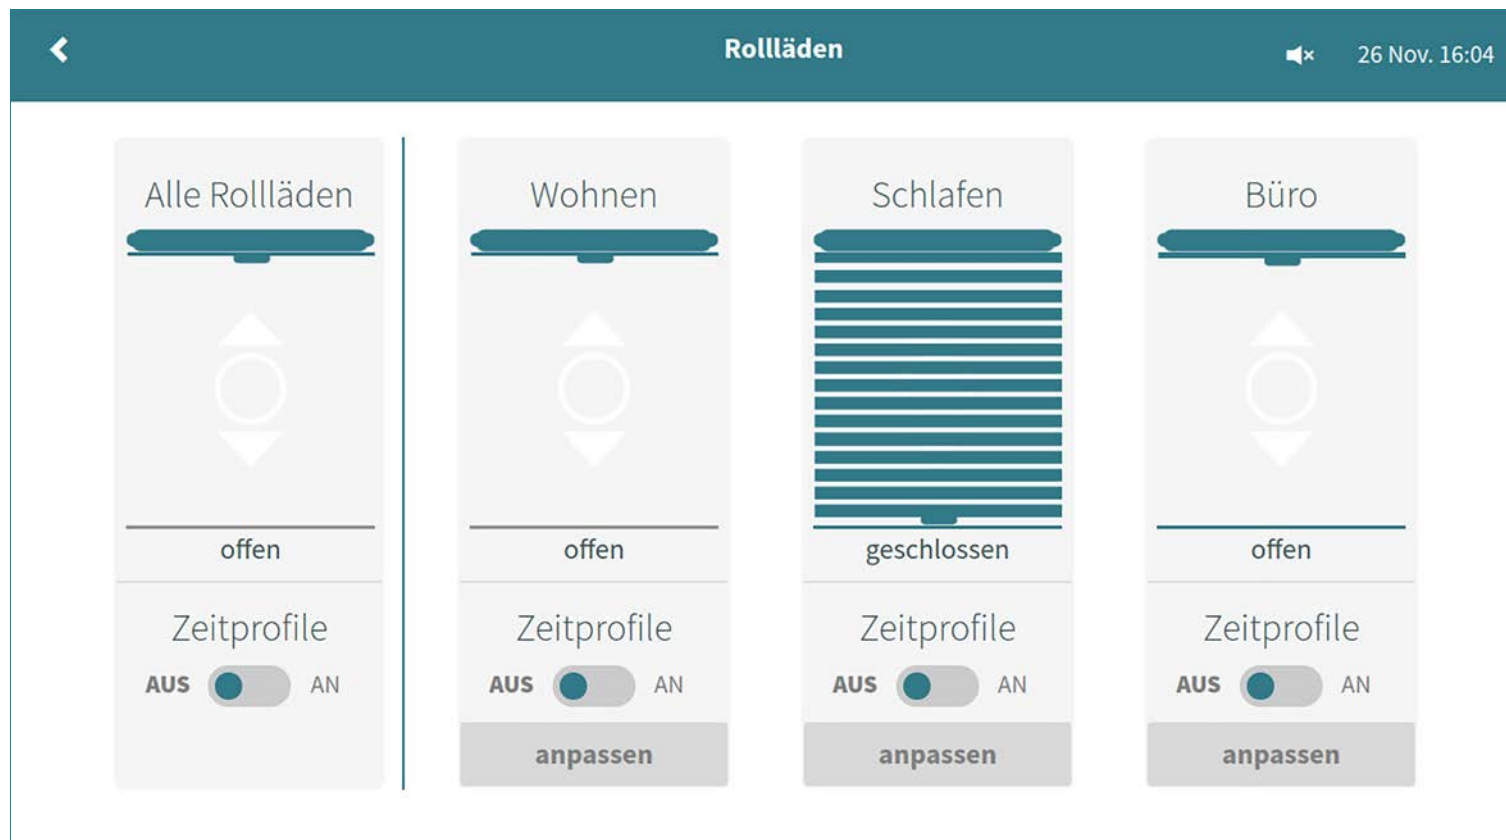 Rollläden
26 Nov. 16:04
Alle Rollläden
offen
Zeitprofile
AUS AN
Wohnen
offen
Zeitprofile
AUS AN
anpassen
Schlafen
geschlossen
Zeitprofile
AUS AN
anpassen
Büro
offen
Zeitprofile
AUS AN
anpassen